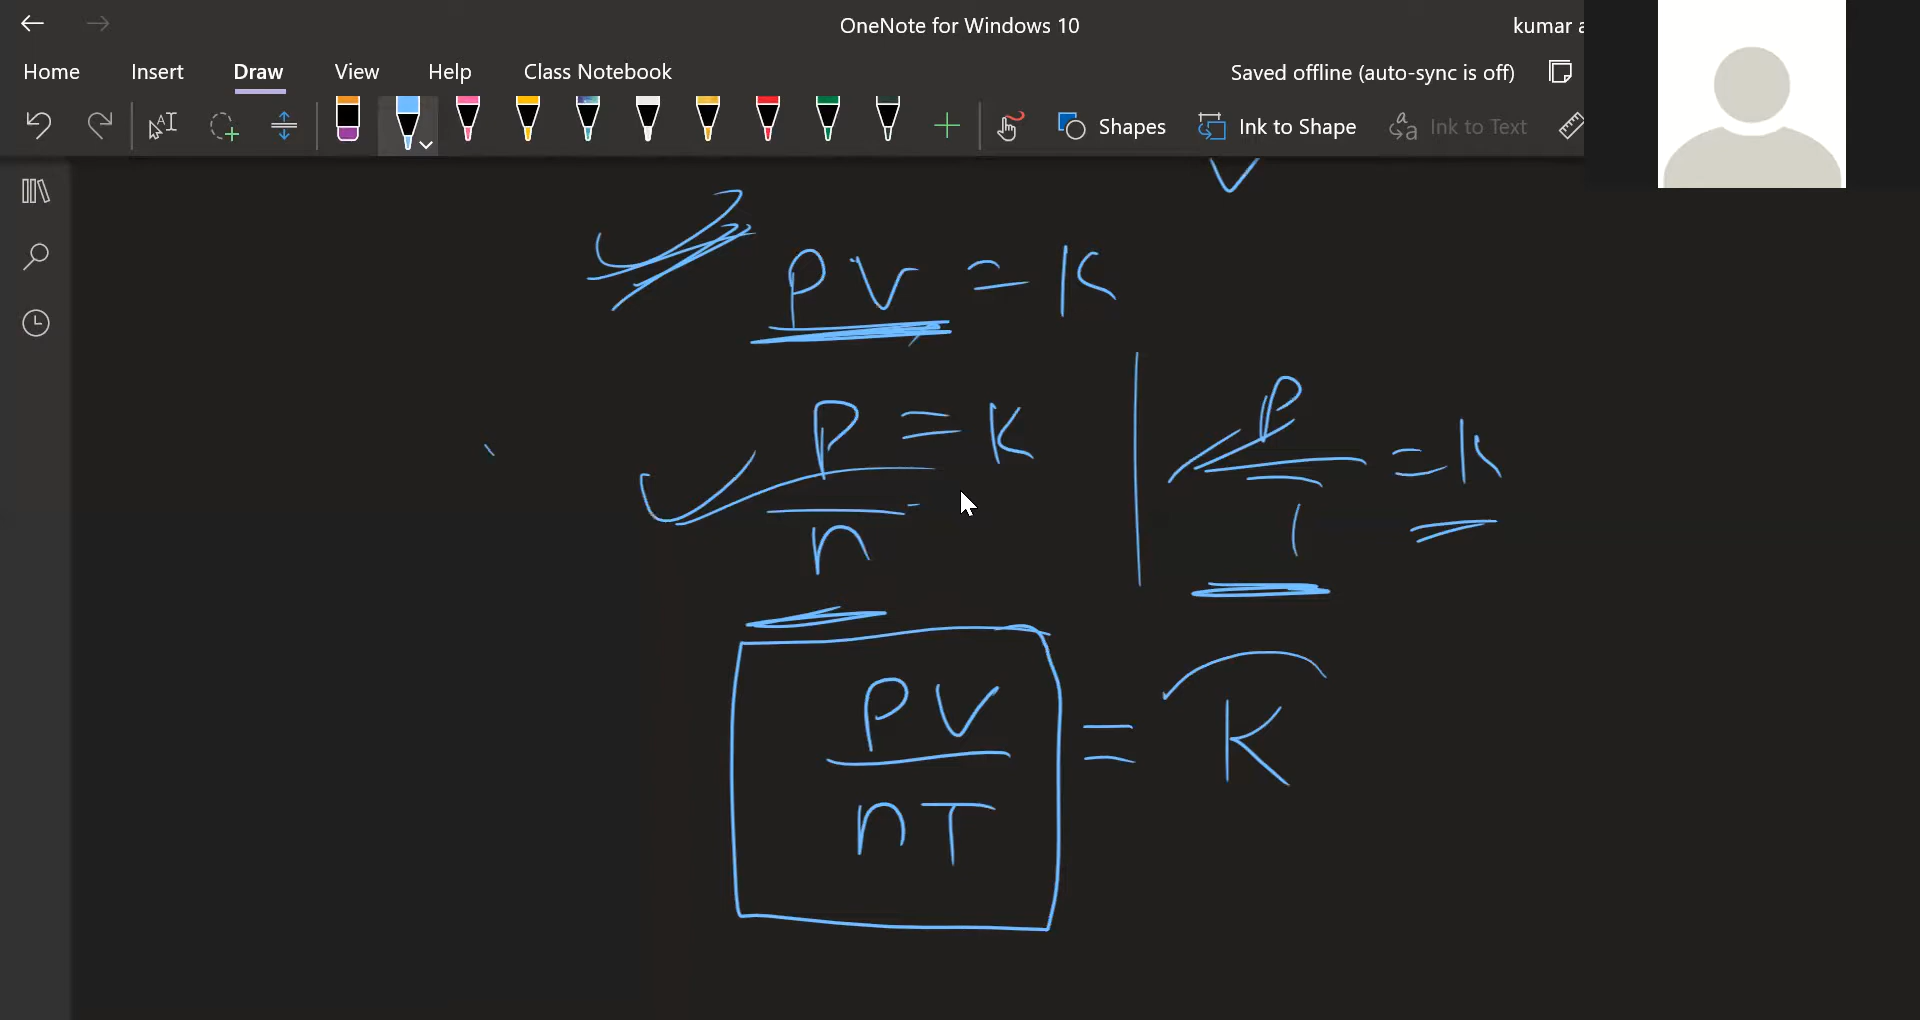 OneNote for Windows 10
kumar a
Home Insert Draw View Help Class Notebook
Saved offline (auto-sync is off)
Shapes Ink to Shape Ink to Text
V
PV = K
P/n = K
P/T = K
PV/nT = K